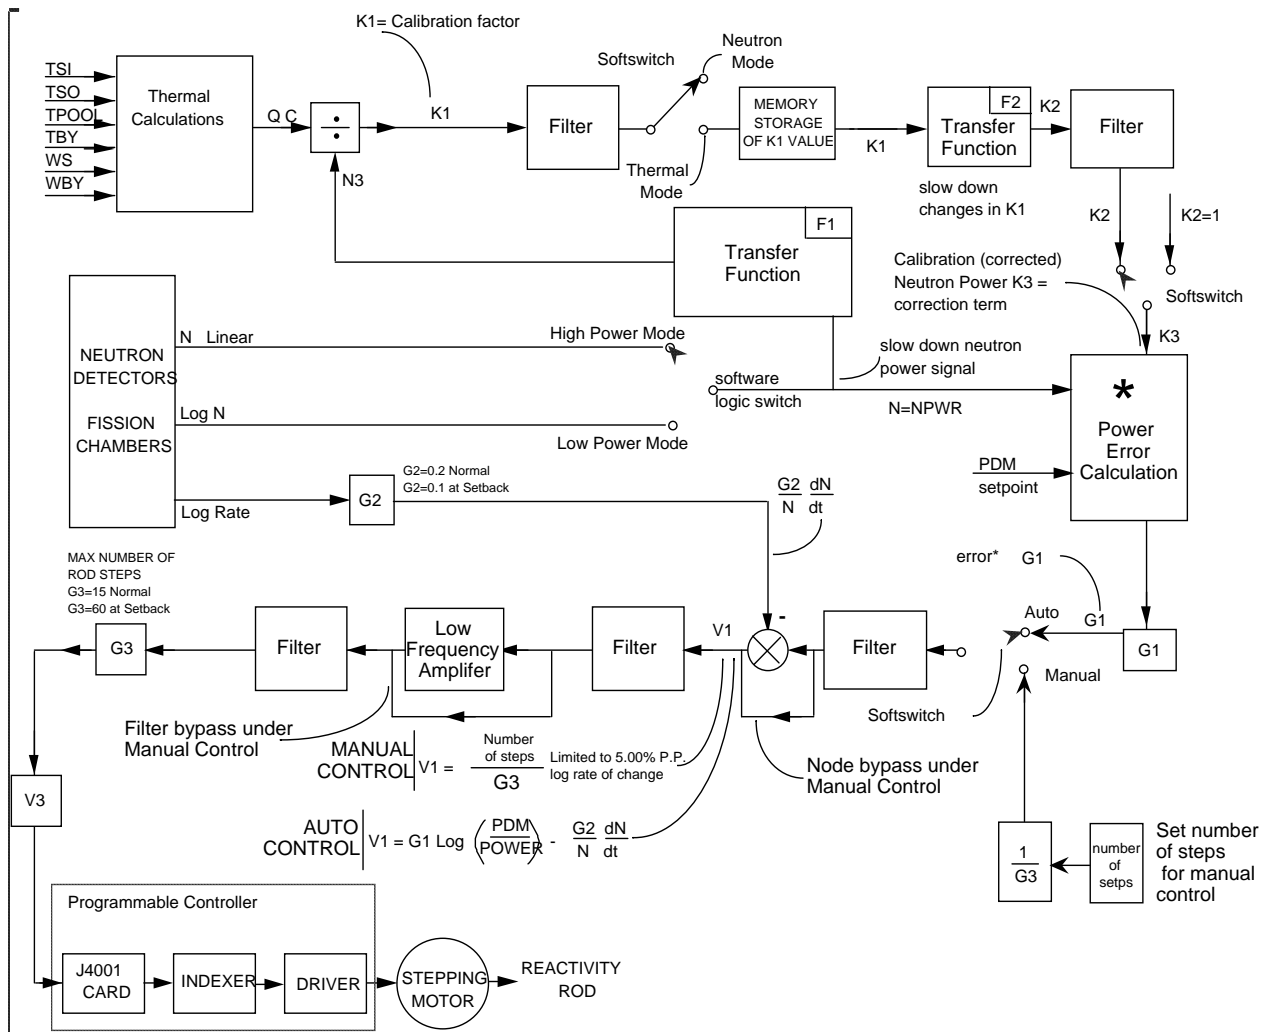 K1= Calibration factor
Softswitch
Neutron
Mode
TSI
TSO
TPOOL
TBY
WS
WBY
Thermal
Calculations
Q C
÷
K1
Filter
MEMORY
STORAGE
OF K1 VALUE
K1
F2
Transfer
Function
K2
Filter
N3
Thermal
Mode
slow down
changes in K1
K2
K2=1
F1
Transfer
Function
Calibration (corrected)
Neutron Power K3 =
correction term
Softswitch
K3
N Linear
High Power Mode
NEUTRON
DETECTORS
FISSION
CHAMBERS
slow down neutron
power signal
software
logic switch
N=NPWR
*
Power
Error
Calculation
Log N
Low Power Mode
PDM
setpoint
Log Rate
G2
G2=0.2 Normal
G2=0.1 at Setback
G2 dN
N dt
MAX NUMBER OF
ROD STEPS
G3=15 Normal
G3=60 at Setback
error* G1
Auto
G1
G1
G3
Filter
Low
Frequency
Amplifer
Filter
V1
-
Filter
Manual
Softswitch
Filter bypass under
Manual Control
MANUAL
CONTROL
V1 =
Number
of steps
G3
Limited to 5.00% P.P.
log rate of change
Node bypass under
Manual Control
V3
AUTO
CONTROL
V1 = G1 Log (PDM
POWER) - G2 dN
N dt
1
G3
number
of
setps
Set number
of steps
for manual
control
Programmable Controller
J4001
CARD
INDEXER
DRIVER
STEPPING
MOTOR
REACTIVITY
ROD